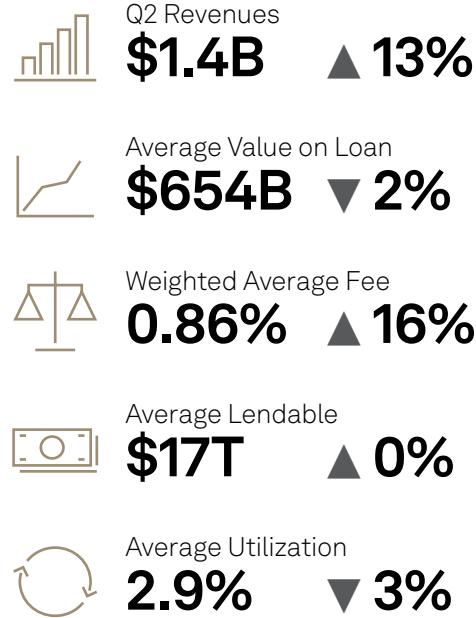 Q2 Revenues
$1.4B ▲ 13%
Average Value on Loan
$654B ▼ 2%
Weighted Average Fee
0.86% ▲ 16%
Average Lendable
$17T ▲ 0%
Average Utilization
2.9% ▼ 3%